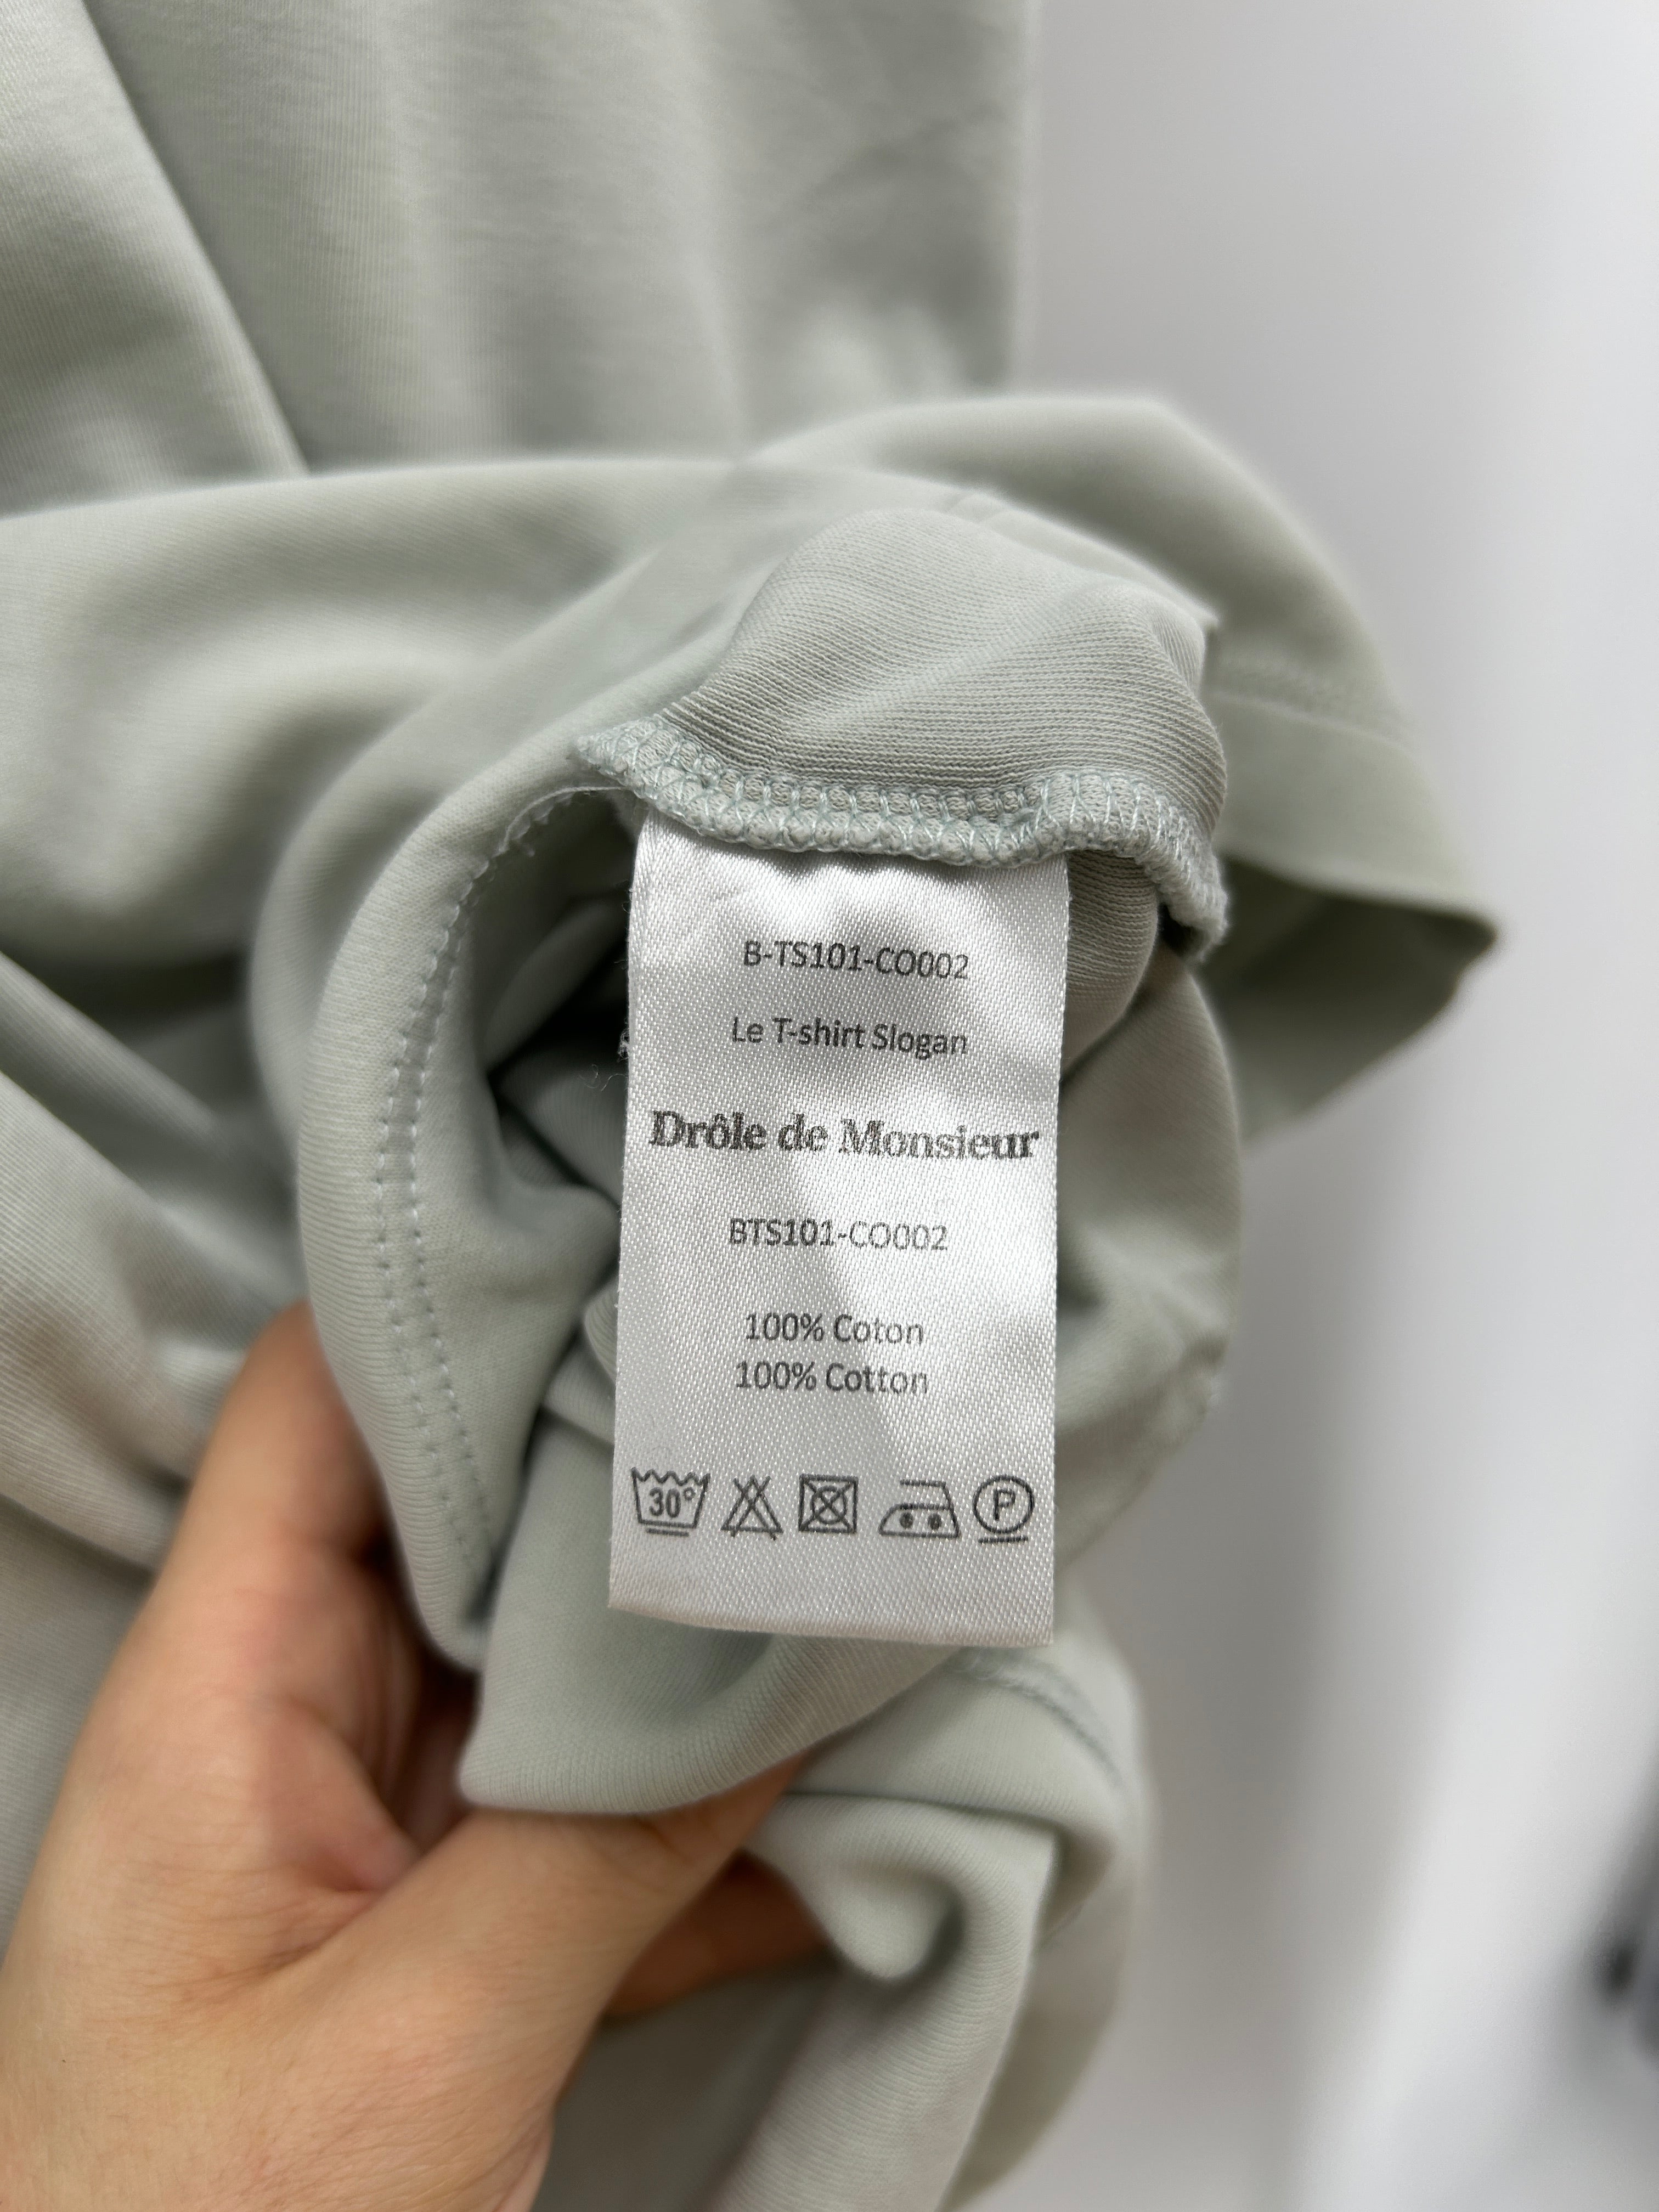 B-TS101-CO002
Le T-shirt Slogan
Drôle de Monsieur
BTS101-CO002
100% Coton
100% Cotton
30° P